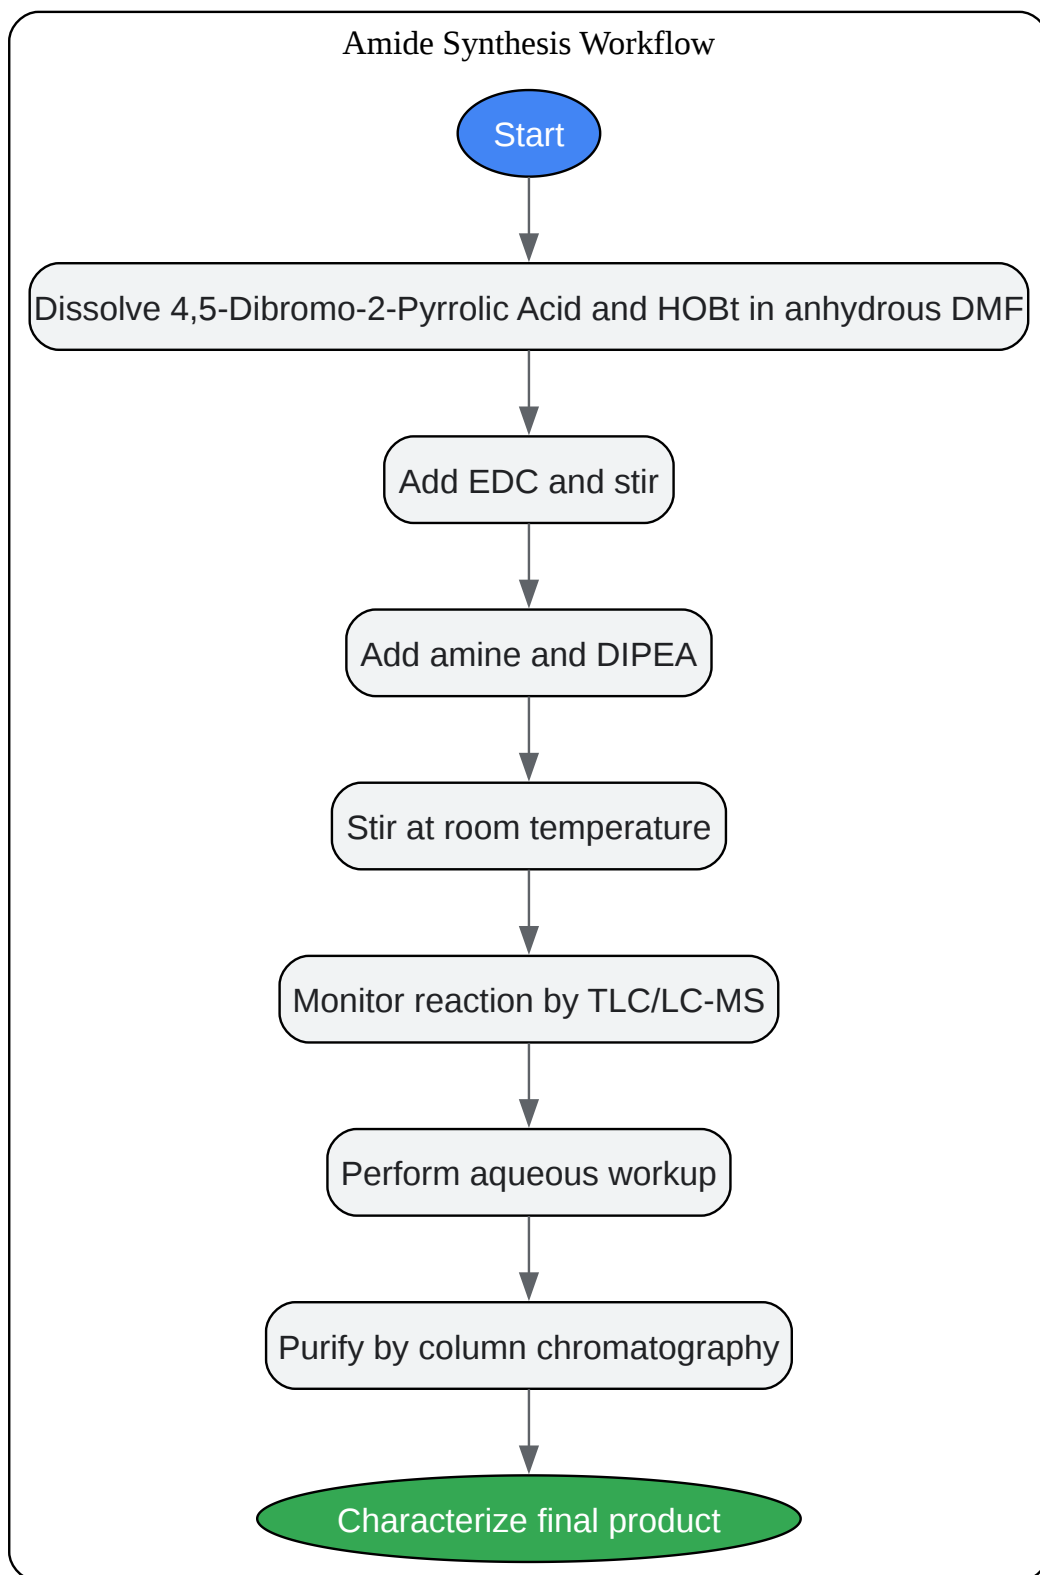 Amide Synthesis Workflow
Start
Dissolve 4,5-Dibromo-2-Pyrrolic Acid and HOBt in anhydrous DMF
Add EDC and stir
Add amine and DIPEA
Stir at room temperature
Monitor reaction by TLC/LC-MS
Perform aqueous workup
Purify by column chromatography
Characterize final product